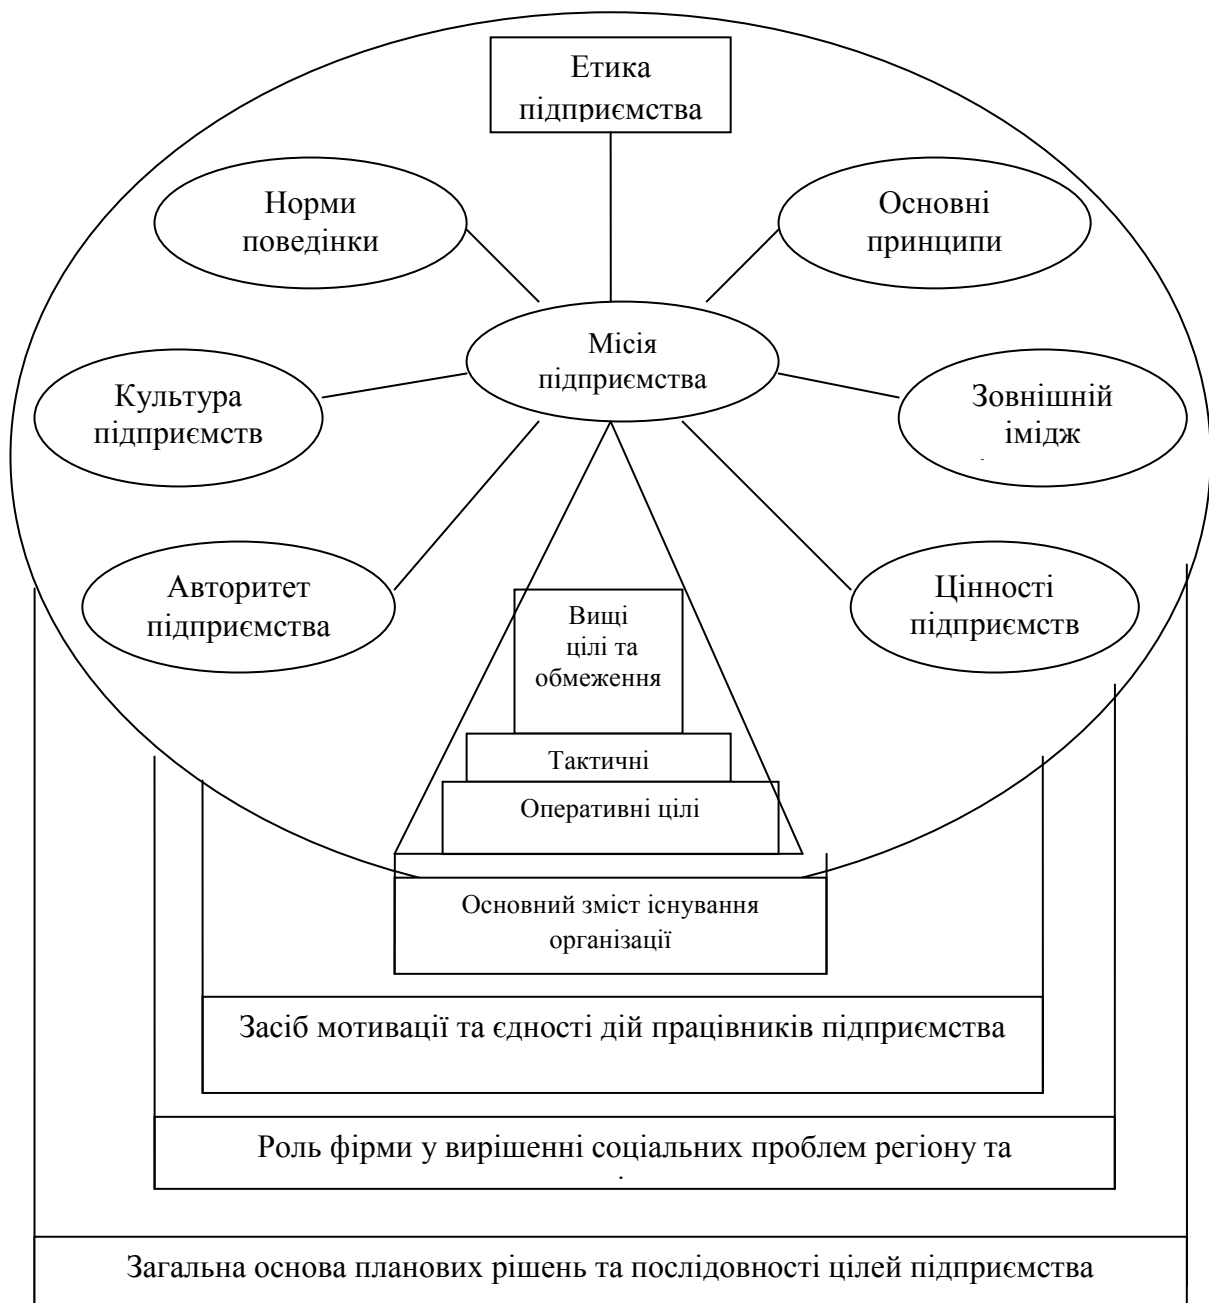 Етика
підприємства
Норми
поведінки
Основні
принципи
Місія
підприємства
Культура
підприємств
Зовнішній
імідж
Авторитет
підприємства
Цінності
підприємств
Вищі
цілі та
обмеження
Тактичні
Оперативні цілі
Основний зміст існування
організації
Засіб мотивації та єдності дій працівників підприємства
Роль фірми у вирішенні соціальних проблем регіону та
Загальна основа планових рішень та послідовності цілей підприємства